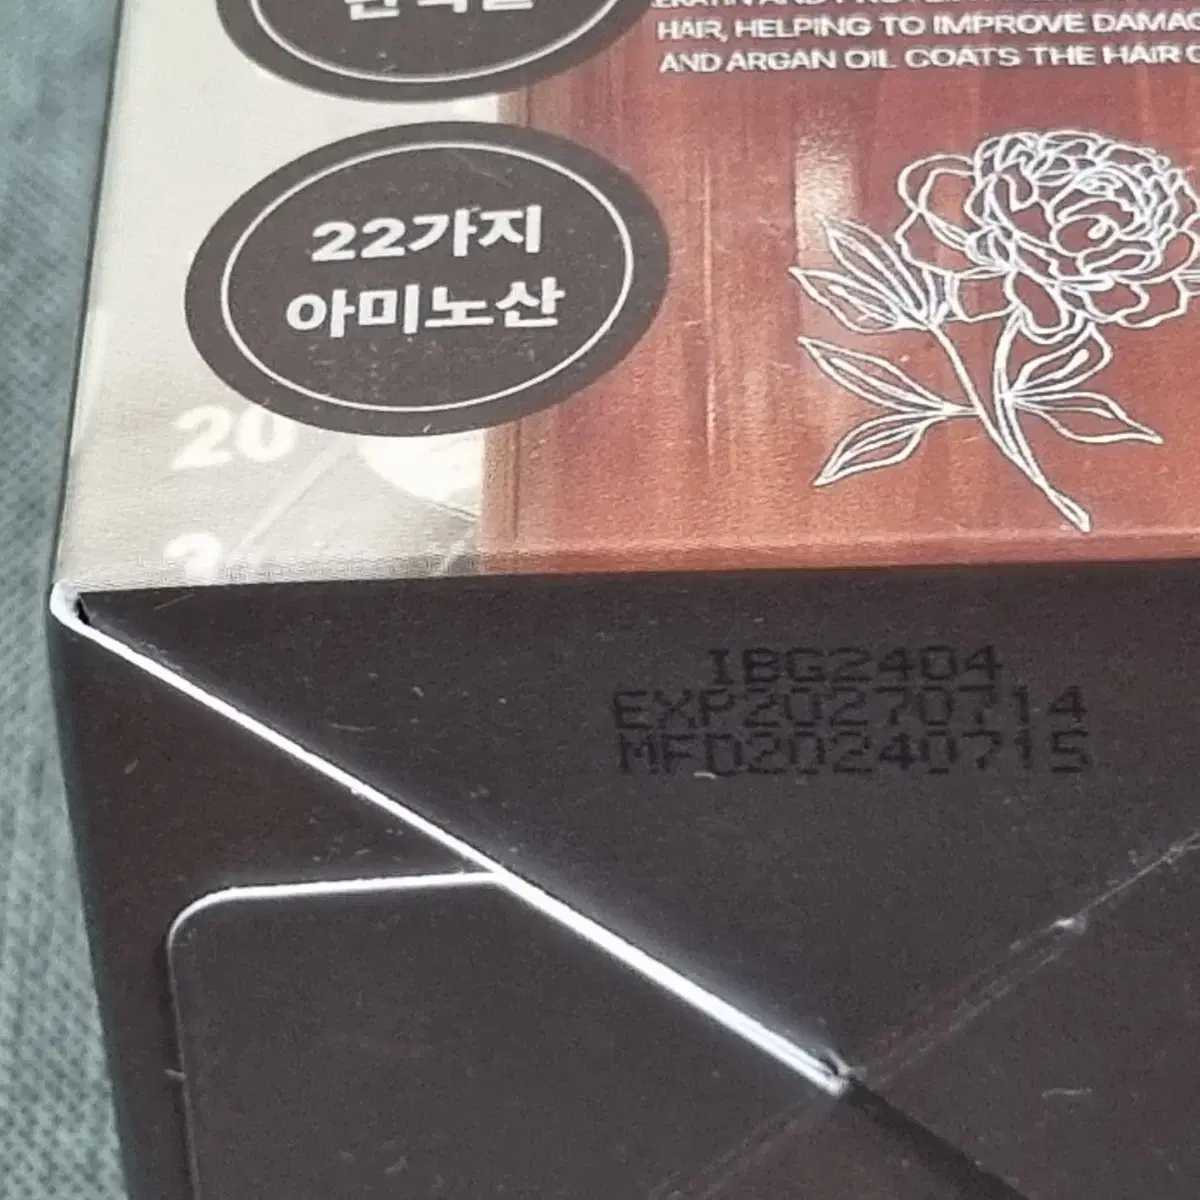 HAIR, HELPING TO IMPROVE
AND ARGAN OIL COATS THE HAIR
22가지
아미노산
20
IBG2404
EXP20270714
MFD20240715